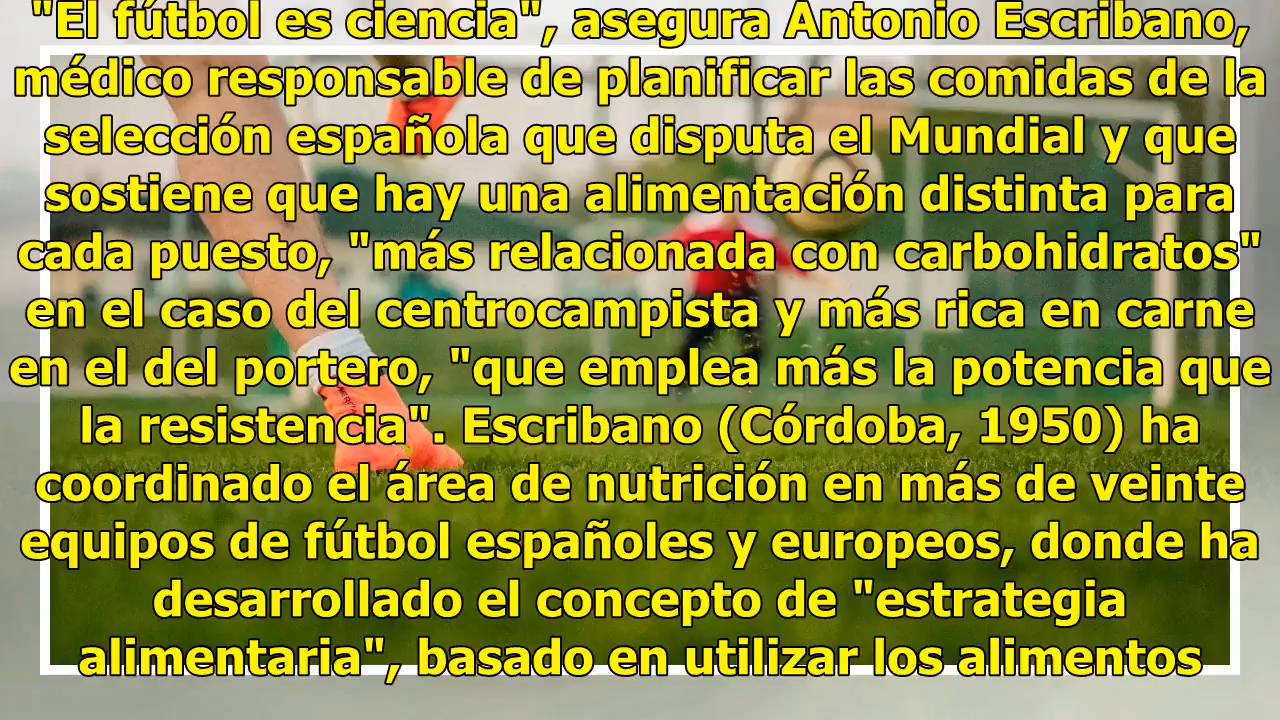 "El fútbol es ciencia", asegura Antonio Escribano,
médico responsable de planificar las comidas de la
selección española que disputa el Mundial y que
sostiene que hay una alimentación distinta para
cada puesto, "más relacionada con carbohidratos"
en el caso del centrocampista y más rica en carne
en el del portero, "que emplea más la potencia que
la resistencia". Escribano (Córdoba, 1950) ha
coordinado el área de nutrición en más de veinte
equipos de fútbol españoles y europeos, donde ha
desarrollado el concepto de "estrategia
alimentaria", basado en utilizar los alimentos